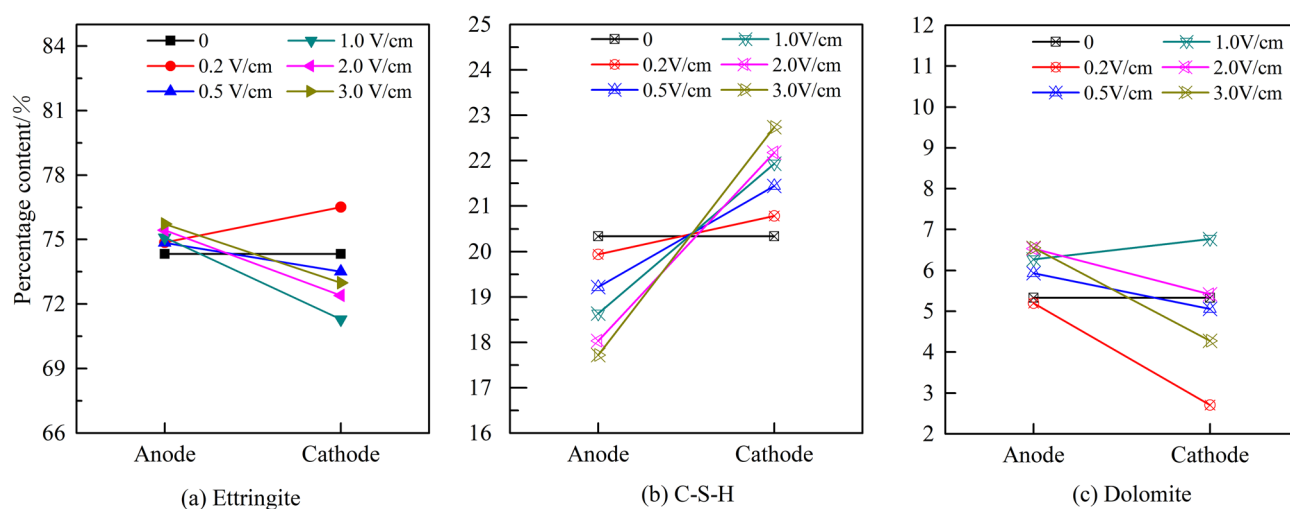 Percentage content/%
84
81
78
75
72
69
66
0
0.2 V/cm
0.5 V/cm
1.0 V/cm
2.0 V/cm
3.0 V/cm
Anode
Cathode
(a) Ettringite
25
24
23
22
21
20
19
18
17
16
0
0.2V/cm
0.5V/cm
1.0V/cm
2.0V/cm
3.0V/cm
Anode
Cathode
(b) C-S-H
12
11
10
9
8
7
6
5
4
3
2
0
0.2V/cm
0.5V/cm
1.0V/cm
2.0V/cm
3.0V/cm
Anode
Cathode
(c) Dolomite